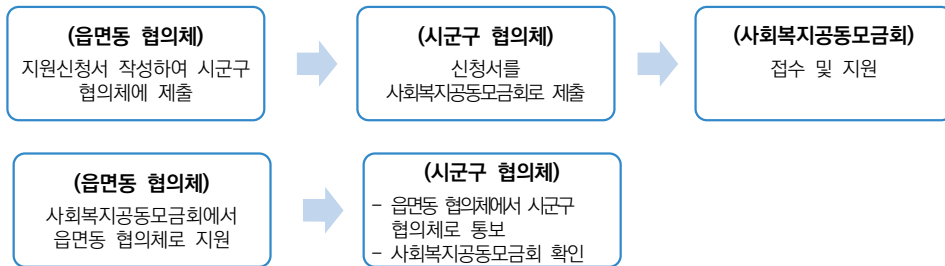 (읍면동 협의체)
지원신청서 작성하여 시군구
협의체에 제출
(시군구 협의체)
신청서를
사회복지공동모금회로 제출
(사회복지공동모금회)
접수 및 지원
(읍면동 협의체)
사회복지공동모금회에서
읍면동 협의체로 지원
(시군구 협의체)
- 읍면동 협의체에서 시군구
협의체로 통보
- 사회복지공동모금회 확인